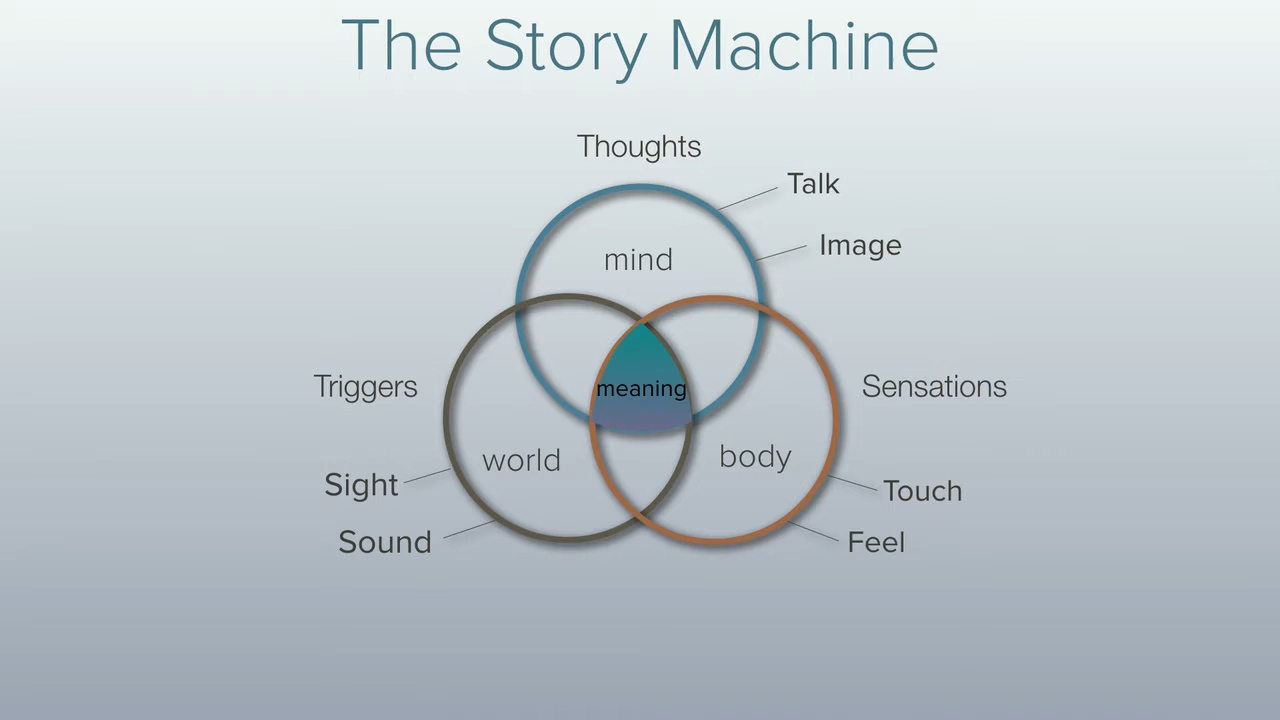 The Story Machine
Thoughts
Talk
Image
mind
Triggers
meaning
Sensations
world
body
Sight
Touch
Sound
Feel